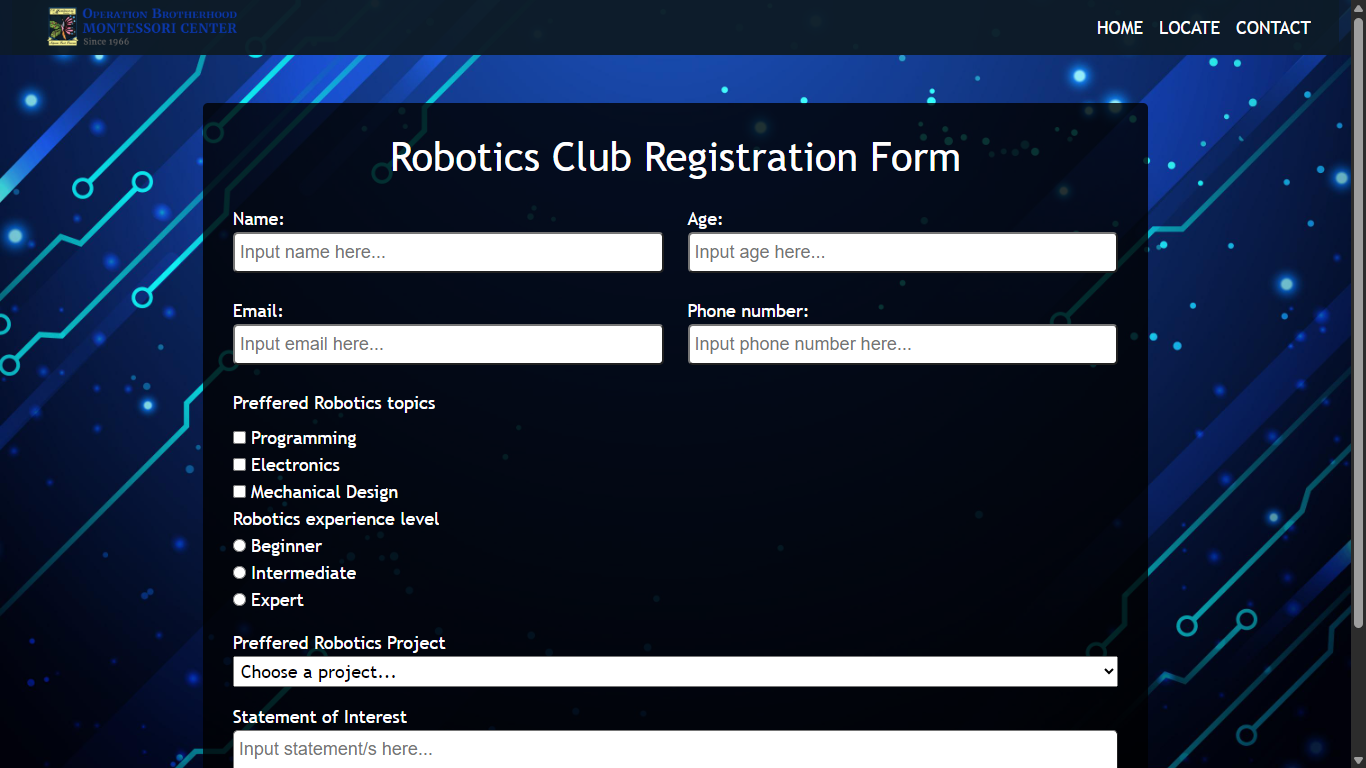 OPERATION BROTHERHOOD
MONTESSORI CENTER
Since 1966
HOME LOCATE CONTACT
Robotics Club Registration Form
Name: Age:
Input name here... Input age here...
Email: Phone number:
Input email here... Input phone number here...
Preffered Robotics topics
Programming
Electronics
Mechanical Design
Robotics experience level
Beginner
Intermediate
Expert
Preffered Robotics Project
Choose a project...
Statement of Interest
Input statement/s here...